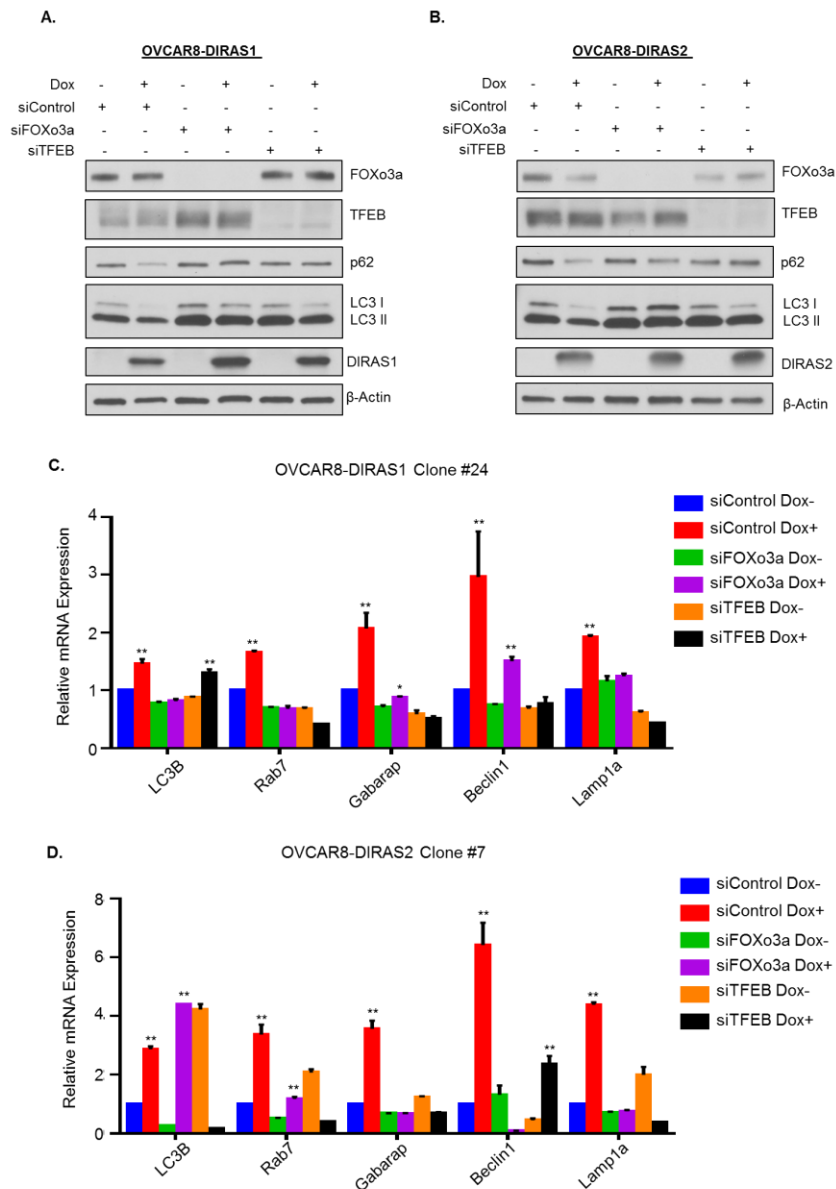 A.
OVCAR8-DIRAS1
Dox - + - + - +
siControl + + - - - -
siFOXo3a - - + + - -
siTFEB - - - - + +
FOXo3a
TFEB
p62
LC3 I
LC3 II
DIRAS1
β-Actin
B.
OVCAR8-DIRAS2
Dox - + - + - +
siControl + + - - - -
siFOXo3a - - + + - -
siTFEB - - - - + +
FOXo3a
TFEB
p62
LC3 I
LC3 II
DIRAS2
β-Actin
C.
OVCAR8-DIRAS1 Clone #24
Relative mRNA Expression
4
3
2
1
0
** ** ** ** * ** ** **
LC3B Rab7 Gabarap Beclin1 Lamp1a
siControl Dox-
siControl Dox+
siFOXo3a Dox-
siFOXo3a Dox+
siTFEB Dox-
siTFEB Dox+
D.
OVCAR8-DIRAS2 Clone #7
Relative mRNA Expression
8
6
4
2
0
** ** ** ** ** ** ** **
LC3B Rab7 Gabarap Beclin1 Lamp1a
siControl Dox-
siControl Dox+
siFOXo3a Dox-
siFOXo3a Dox+
siTFEB Dox-
siTFEB Dox+